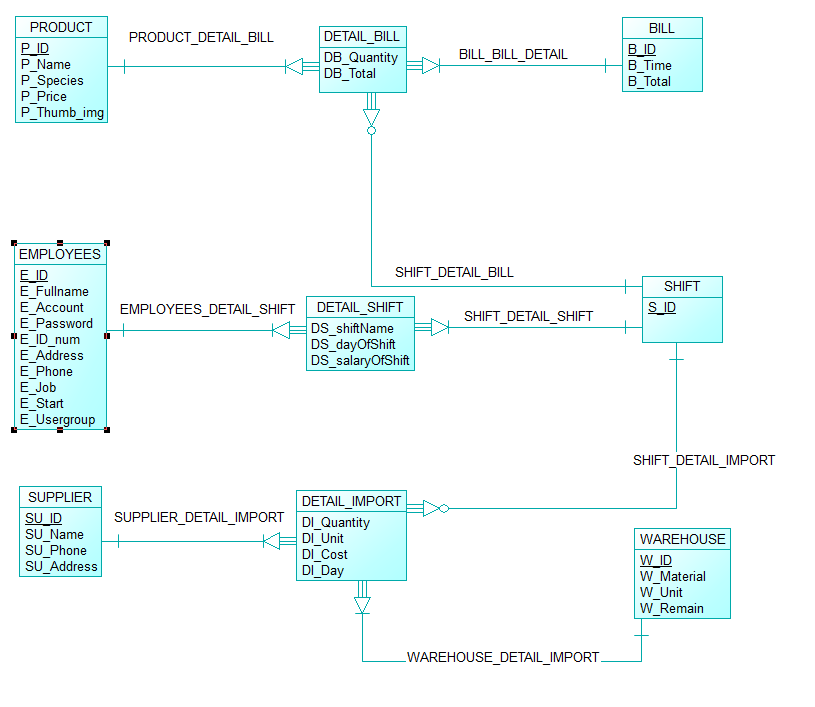 PRODUCT
P_ID
P_Name
P_Species
P_Price
P_Thumb_img
PRODUCT_DETAIL_BILL
DETAIL_BILL
DB_Quantity
DB_Total
BILL_BILL_DETAIL
BILL
B_ID
B_Time
B_Total
SHIFT_DETAIL_BILL
EMPLOYEES
E_ID
E_Fullname
E_Account
E_Password
E_ID_num
E_Address
E_Phone
E_Job
E_Start
E_Usergroup
EMPLOYEES_DETAIL_SHIFT
DETAIL_SHIFT
DS_shiftName
DS_dayOfShift
DS_salaryOfShift
SHIFT_DETAIL_SHIFT
SHIFT
S_ID
SHIFT_DETAIL_IMPORT
SUPPLIER
SU_ID
SU_Name
SU_Phone
SU_Address
SUPPLIER_DETAIL_IMPORT
DETAIL_IMPORT
DI_Quantity
DI_Unit
DI_Cost
DI_Day
WAREHOUSE
W_ID
W_Material
W_Unit
W_Remain
WAREHOUSE_DETAIL_IMPORT